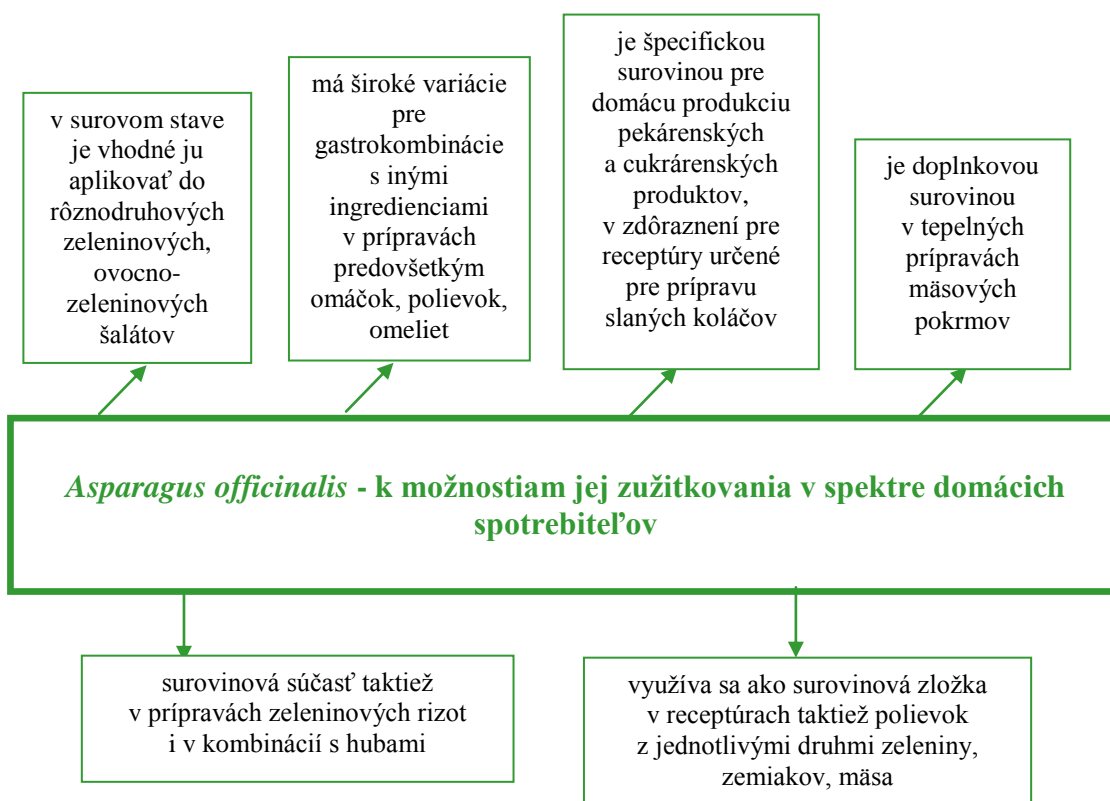 v surovom stave
je vhodné ju
aplikovať do
rôznodruhových
zeleninových,
ovocno-
zeleninových
šalátov
má široké variácie
pre
gastrokombinácie
s inými
ingredienciami
v prípravách
predovšetkým
omáčok, polievok,
omeliet
je špecifickou
surovinou pre
domácu produkciu
pekárenských
a cukrárenských
produktov,
v zdôraznení pre
receptúry určené
pre prípravu
slaných koláčov
je doplnkovou
surovinou
v tepelných
prípravách
mäsových
pokrmov
Asparagus officinalis - k možnostiam jej zužitkovania v spektre domácich
spotrebiteľov
surovinová súčasť taktiež
v prípravách zeleninových rizot
i v kombinácií s hubami
využíva sa ako surovinová zložka
v receptúrach taktiež polievok
z jednotlivými druhmi zeleniny,
zemiakov, mäsa